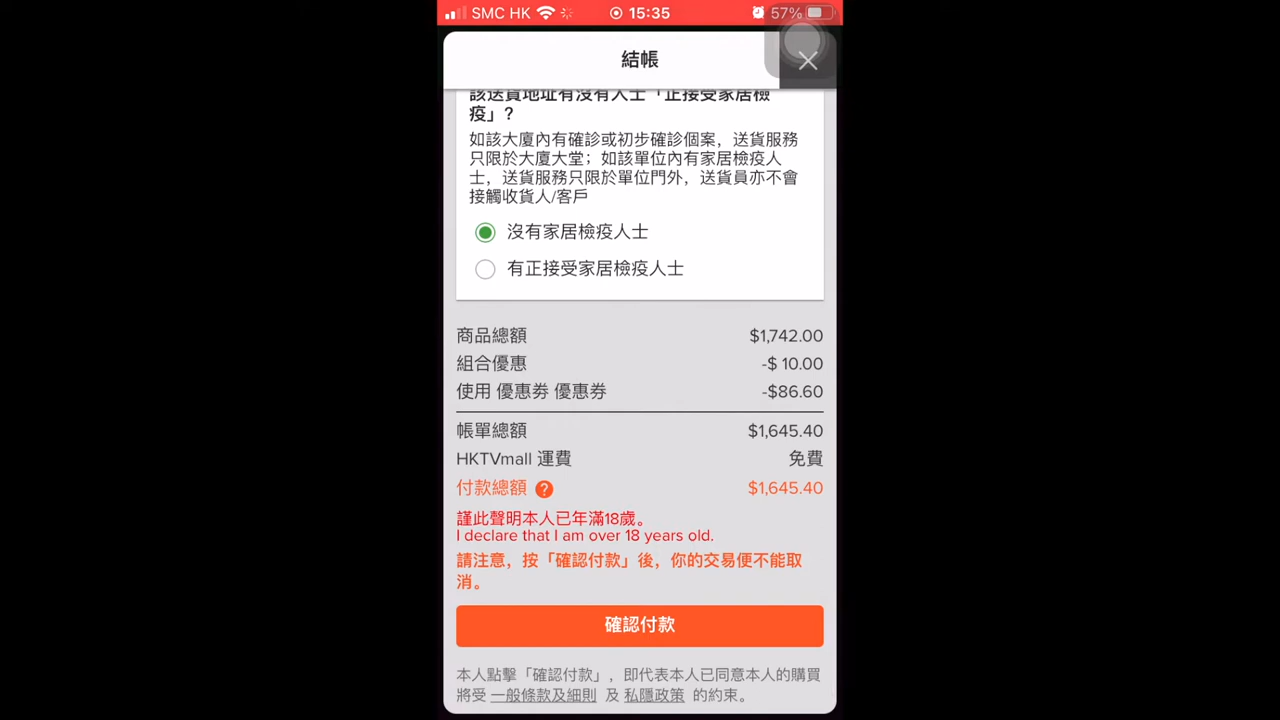 SMC HK 15:35 57%
結帳
該送貨地址有沒有人士「正接受家居檢
疫」?
如該大廈內有確診或初步確診個案，送貨服務
只限於大廈大堂；如該單位內有家居檢疫人
士，送貨服務只限於單位門外，送貨員亦不會
接觸收貨人/客戶
沒有家居檢疫人士
有正接受家居檢疫人士
商品總額 $1,742.00
組合優惠 -$ 10.00
使用 優惠券 優惠券 -$86.60
帳單總額 $1,645.40
HKTVmall 運費 免費
付款總額 ? $1,645.40
謹此聲明本人已年滿18歲。
I declare that I am over 18 years old.
請注意，按「確認付款」後，你的交易便不能取
消。
確認付款
本人點擊「確認付款」，即代表本人已同意本人的購買
將受 一般條款及細則 及 私隱政策 的約束。